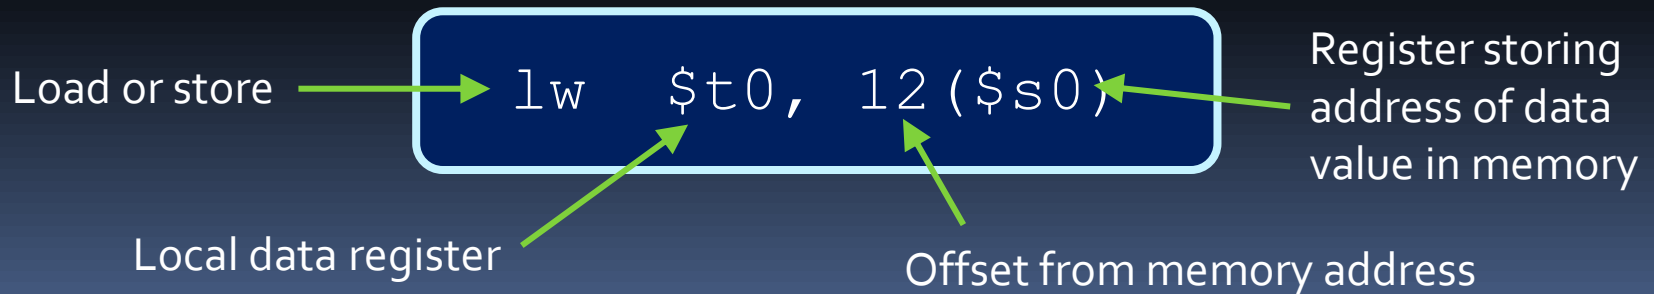 Load or store
lw $t0, 12($s0)
Register storing
address of data
value in memory
Local data register
Offset from memory address